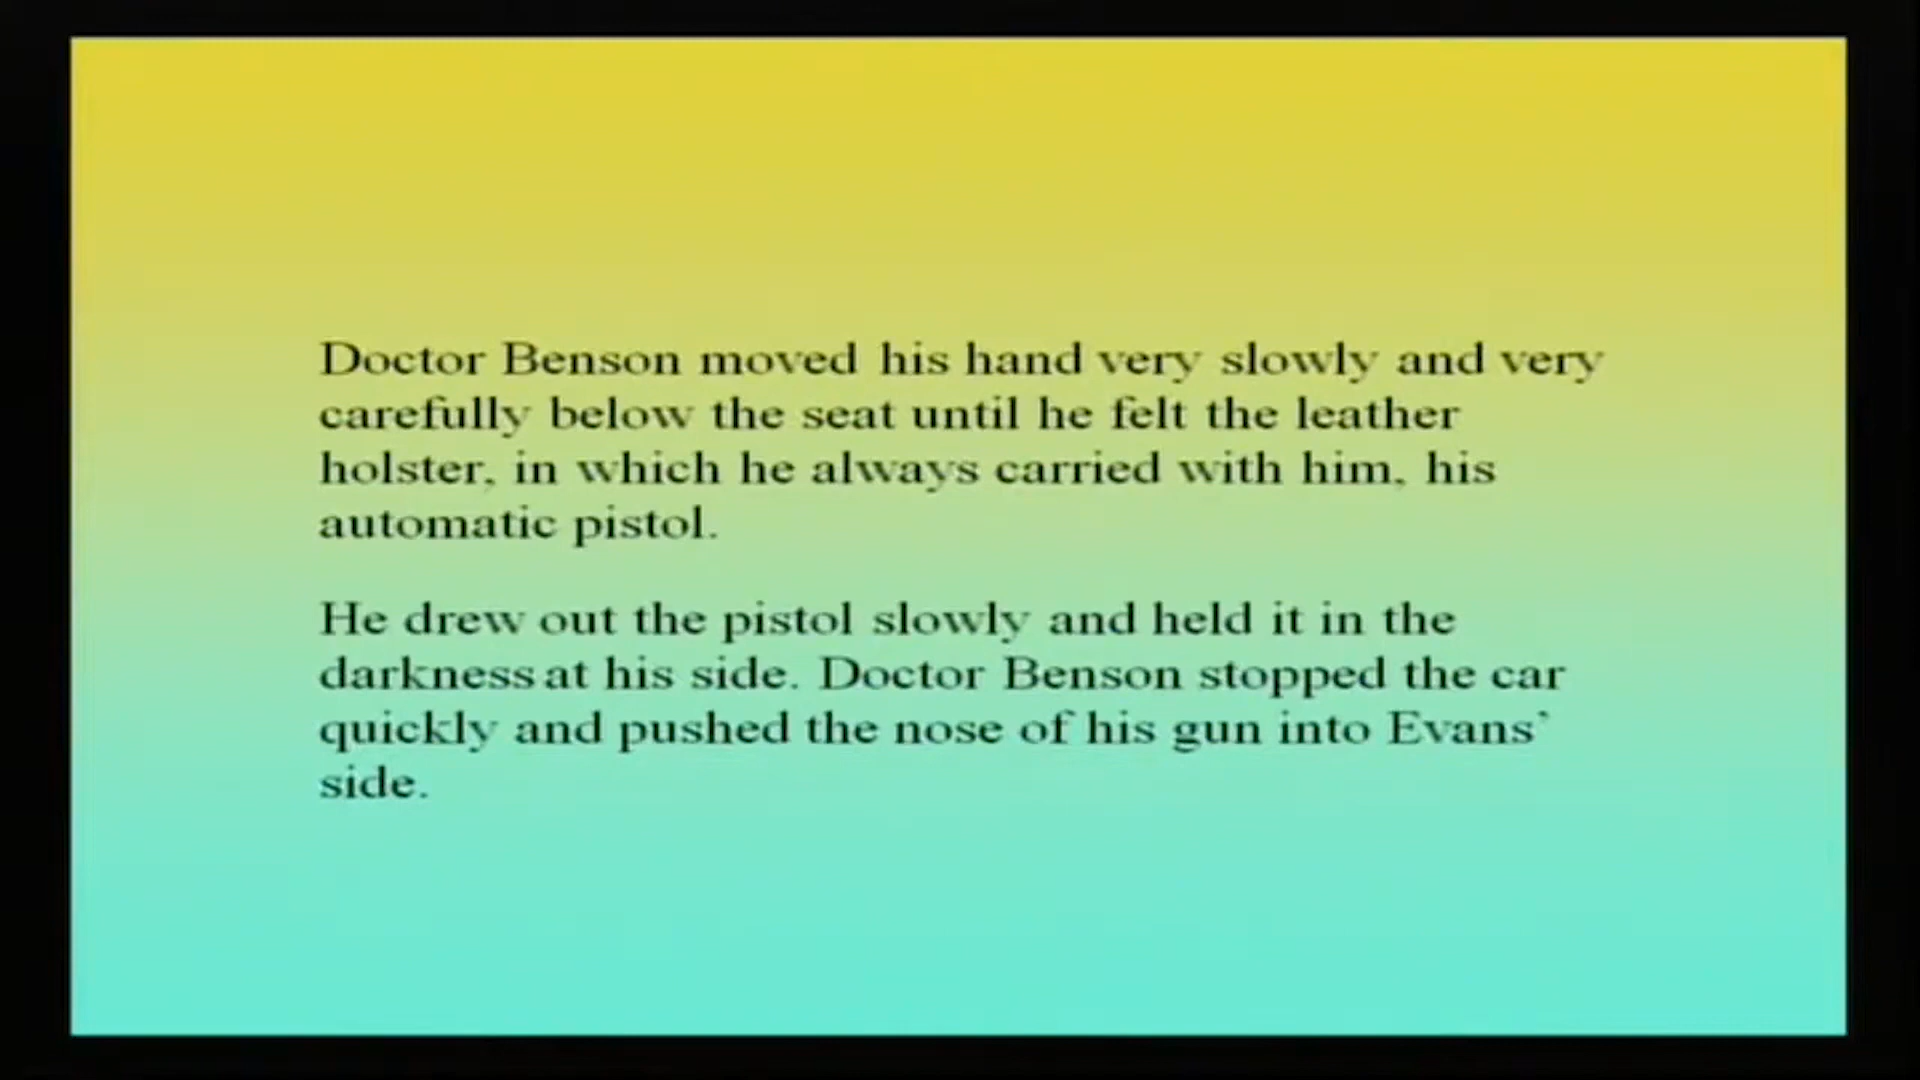 Doctor Benson moved his hand very slowly and very
carefully below the seat until he felt the leather
holster, in which he always carried with him, his
automatic pistol.
He drew out the pistol slowly and held it in the
darkness at his side. Doctor Benson stopped the car
quickly and pushed the nose of his gun into Evans'
side.